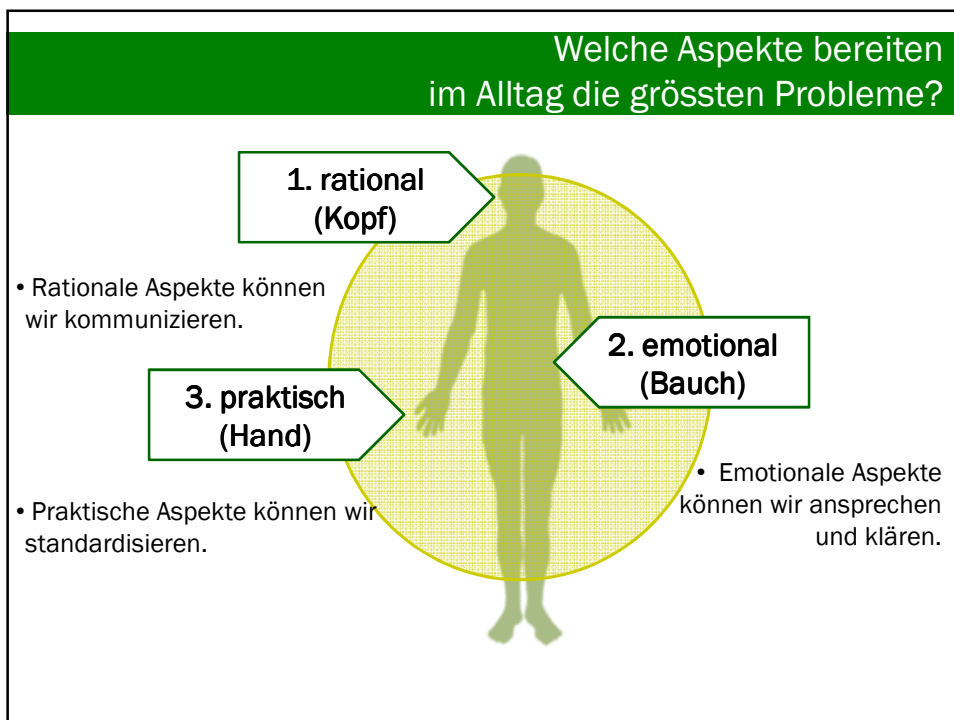 Welche Aspekte bereiten
im Alltag die grössten Probleme?
1. rational
(Kopf)
• Rationale Aspekte können
wir kommunizieren.
2. emotional
(Bauch)
3. praktisch
(Hand)
• Emotionale Aspekte
können wir ansprechen
und klären.
• Praktische Aspekte können wir
standardisieren.